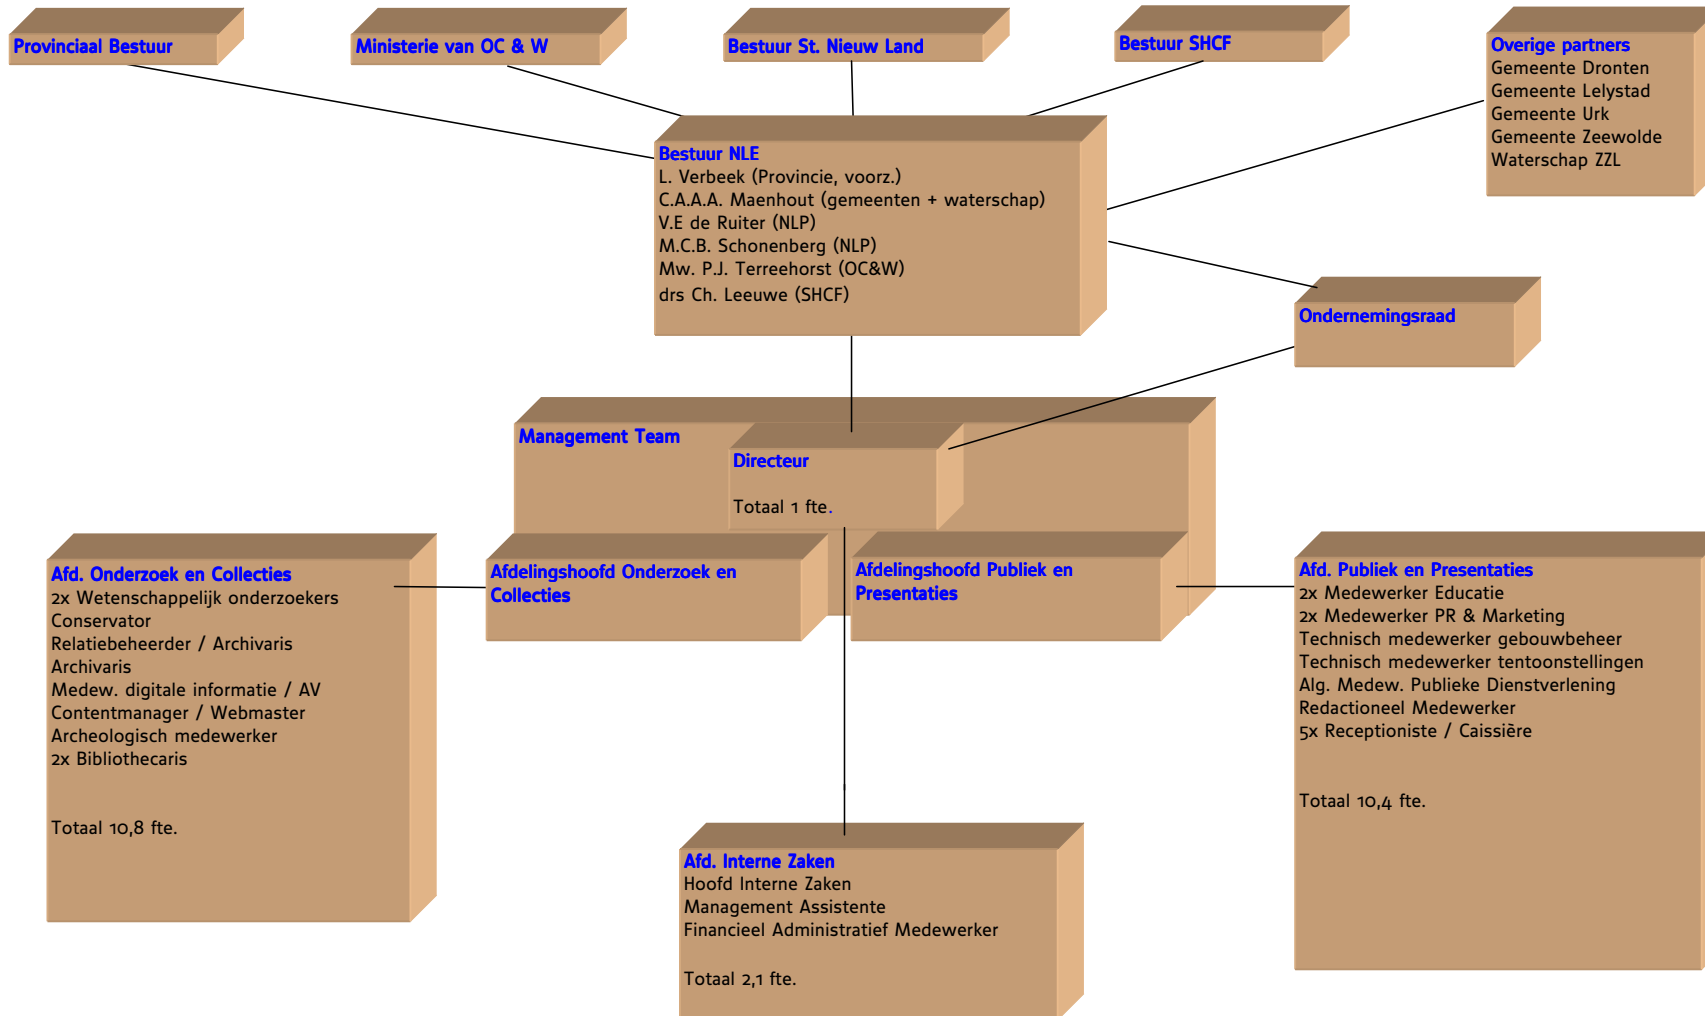 Provinciaal Bestuur
Ministerie van OC & W
Bestuur St. Nieuw Land
Bestuur SHCF
Overige partners
Gemeente Dronten
Gemeente Lelystad
Gemeente Urk
Gemeente Zeewolde
Waterschap ZZL
Bestuur NLE
L. Verbeek (Provincie, voorz.)
C.A.A.A. Maenhout (gemeenten + waterschap)
V.E de Ruiter (NLP)
M.C.B. Schonenberg (NLP)
Mw. P.J. Terreehorst (OC&W)
drs Ch. Leeuwe (SHCF)
Ondernemingsraad
Management Team
Directeur
Totaal 1 fte.
Afd. Onderzoek en Collecties
2x Wetenschappelijk onderzoekers
Conservator
Relatiebeheerder / Archivaris
Archivaris
Medew. digitale informatie / AV
Contentmanager / Webmaster
Archeologisch medewerker
2x Bibliothecaris
Totaal 10,8 fte.
Afdelingshoofd Onderzoek en
Collecties
Afdelingshoofd Publiek en
Presentaties
Afd. Publiek en Presentaties
2x Medewerker Educatie
2x Medewerker PR & Marketing
Technisch medewerker gebouwbeheer
Technisch medewerker tentoonstellingen
Alg. Medew. Publieke Dienstverlening
Redactioneel Medewerker
5x Receptioniste / Caissière
Totaal 10,4 fte.
Afd. Interne Zaken
Hoofd Interne Zaken
Management Assistente
Financieel Administratief Medewerker
Totaal 2,1 fte.